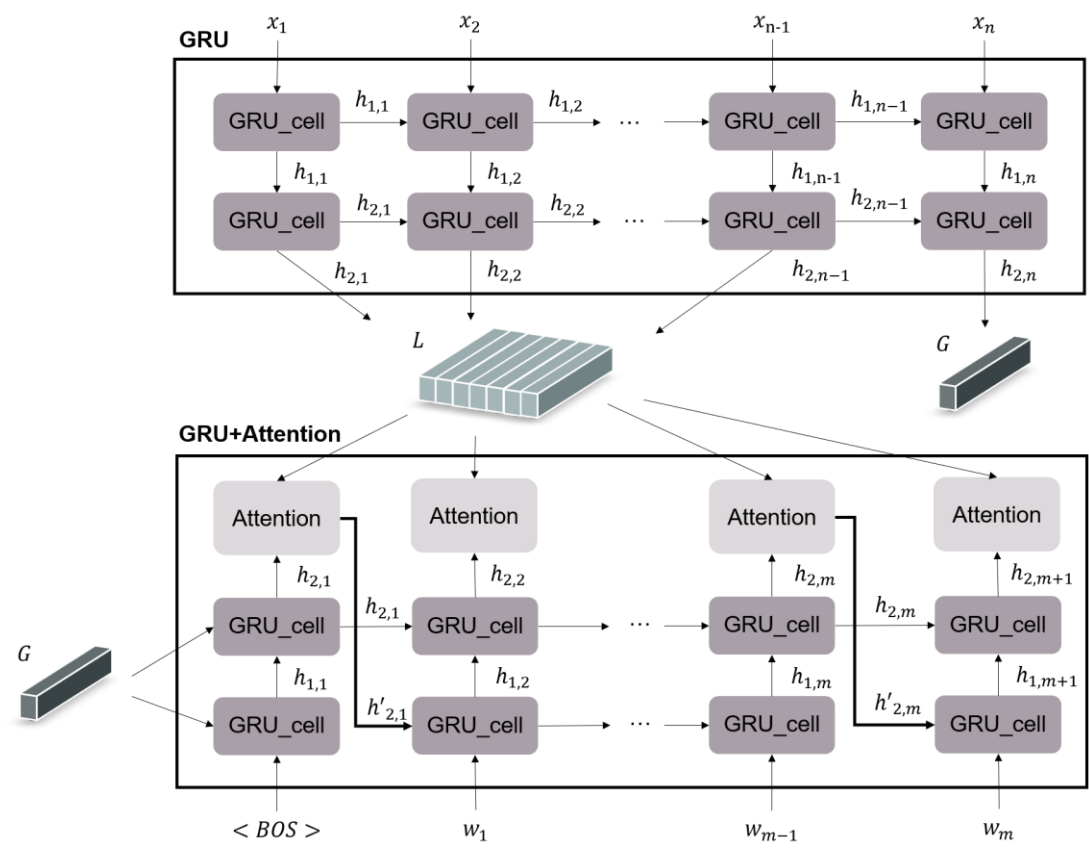 x₁ x₂ xₙ₋₁ xₙ
GRU
GRU_cell h₁,₁ GRU_cell h₁,₂ ... GRU_cell h₁,ₙ₋₁ GRU_cell
h₁,₁ h₁,₂ h₁,ₙ₋₁ h₁,ₙ
GRU_cell h₂,₁ GRU_cell h₂,₂ ... GRU_cell h₂,ₙ₋₁ GRU_cell
h₂,₁ h₂,₂ h₂,ₙ₋₁ h₂,ₙ
L G
GRU+Attention
Attention Attention Attention Attention
h₂,₁ h₂,₂ h₂,ₘ h₂,ₘ₊₁
GRU_cell h₂,₁ GRU_cell ... GRU_cell h₂,ₘ GRU_cell
G
h₁,₁ h₁,₂ h₁,ₘ h₁,ₘ₊₁
GRU_cell h'₂,₁ GRU_cell ... GRU_cell h'₂,ₘ GRU_cell
< BOS > w₁ wₘ₋₁ wₘ